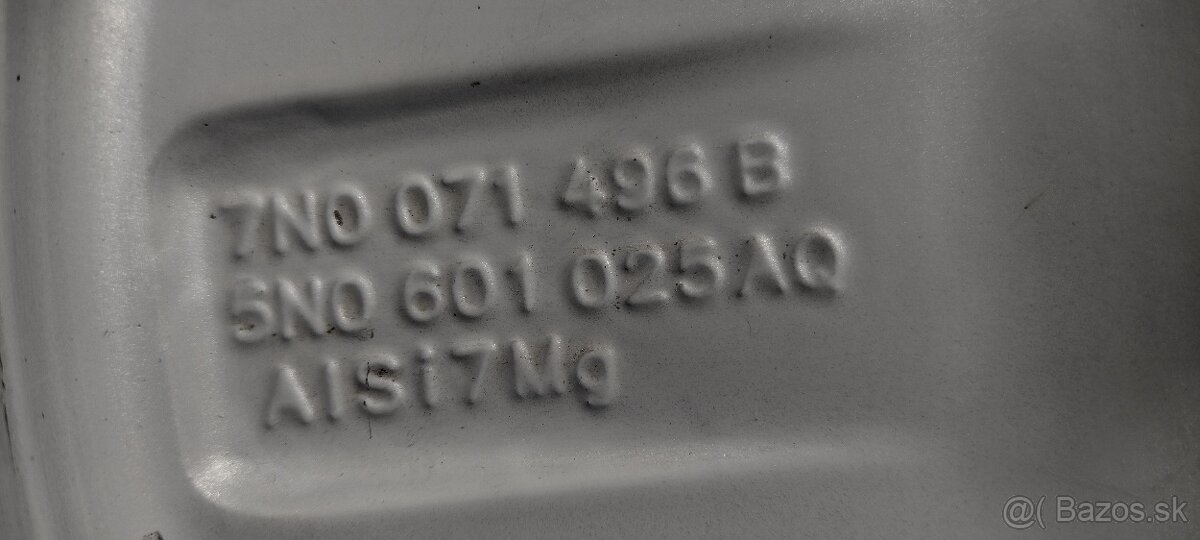 7N0 071 496 B
5N0 601 025 AQ
AlSi7Mg
@( Bazos.sk